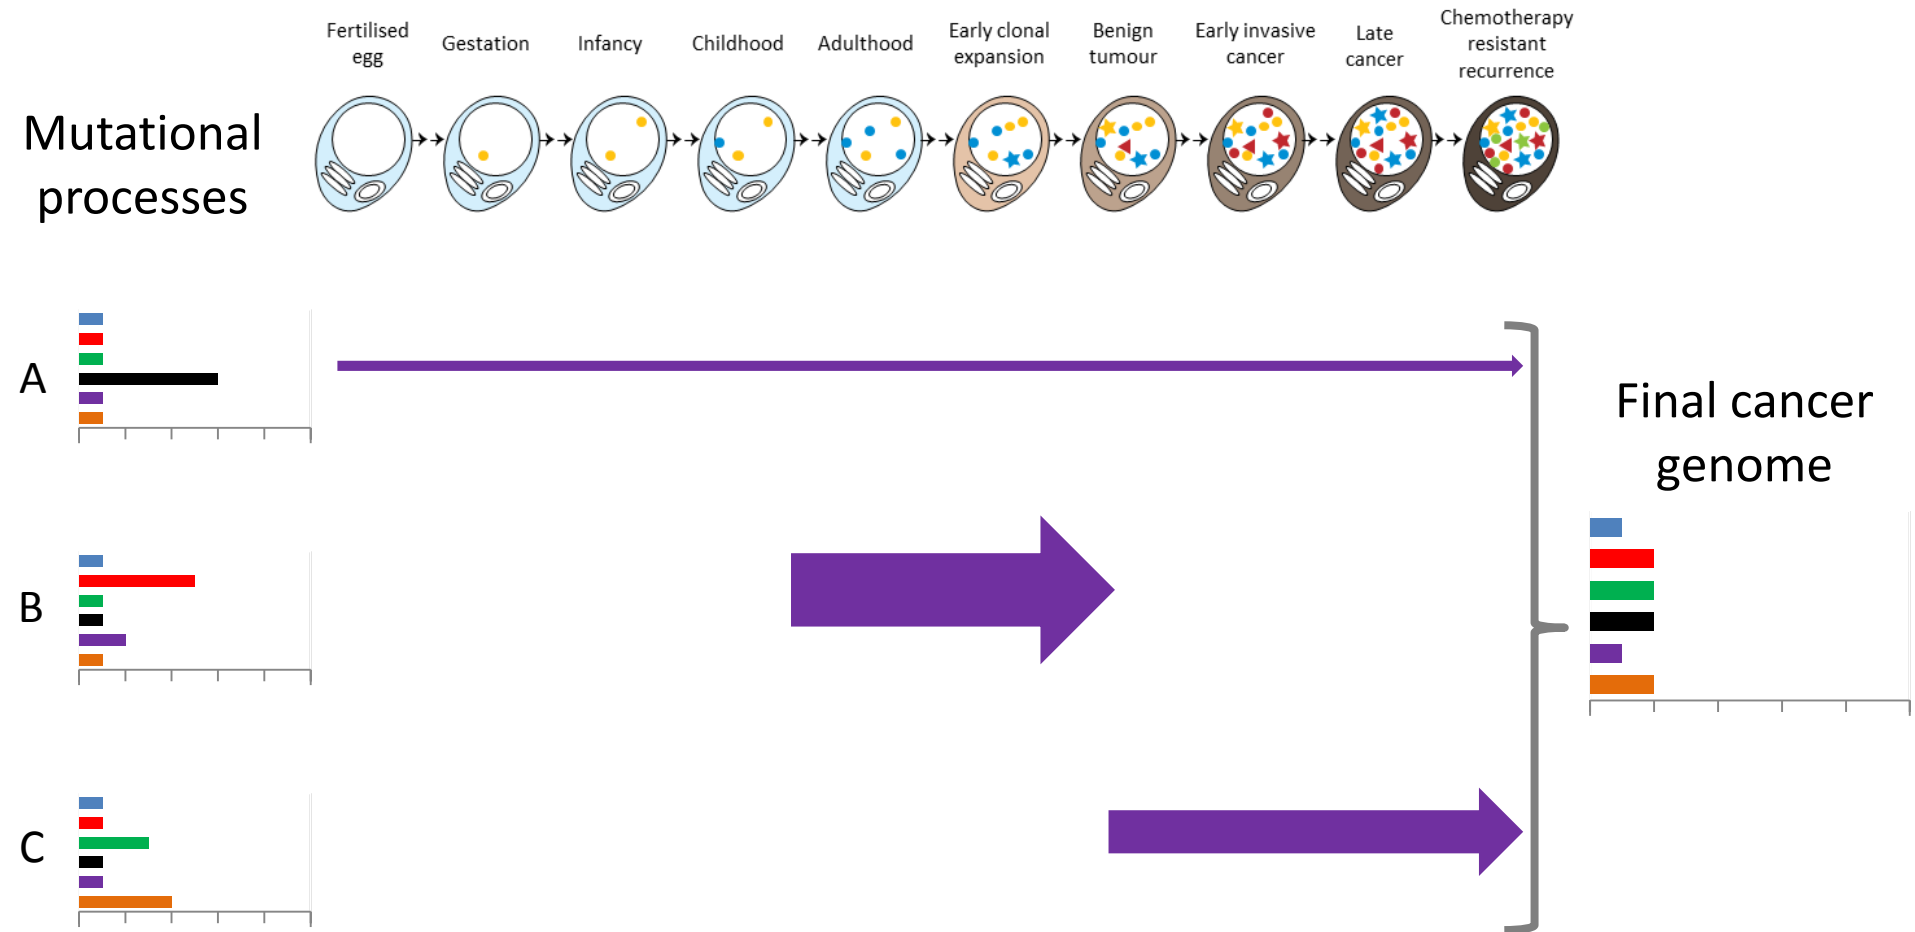 Fertilised
egg
Gestation
Infancy
Childhood
Adulthood
Early clonal
expansion
Benign
tumour
Early invasive
cancer
Late
cancer
Chemotherapy
resistant
recurrence
Mutational
processes
A
B
C
Final cancer
genome